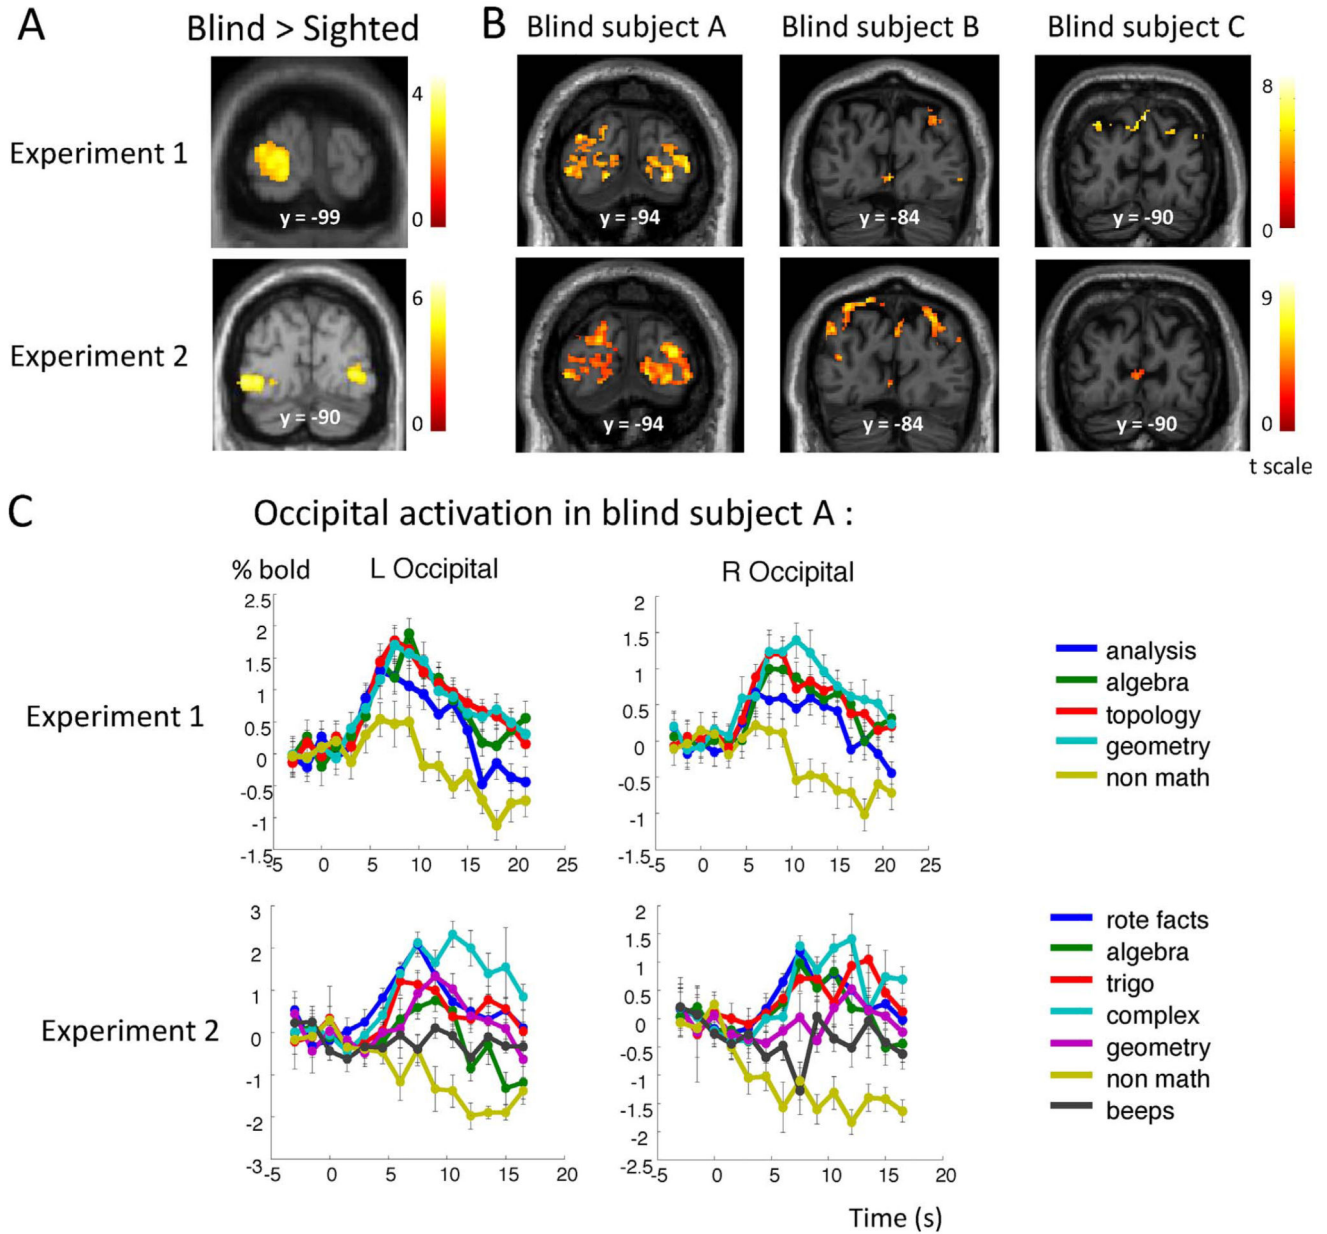 A
Blind > Sighted
B
Blind subject A
Blind subject B
Blind subject C
Experiment 1
4
0
y = -99
y = -94
y = -84
y = -90
8
0
Experiment 2
6
0
y = -90
y = -94
y = -84
y = -90
9
0
t scale
C
Occipital activation in blind subject A :
% bold
L Occipital
R Occipital
Experiment 1
2.5
2
1.5
1
0.5
0
-0.5
-1
-1.5
-5
0
5
10
15
20
25
2
1.5
1
0.5
0
-0.5
-1
-1.5
-5
0
5
10
15
20
25
analysis
algebra
topology
geometry
non math
Experiment 2
3
2
1
0
-1
-2
-3
-5
0
5
10
15
20
2
1.5
1
0.5
0
-0.5
-1
-1.5
-2
-2.5
-5
0
5
10
15
20
rote facts
algebra
trigo
complex
geometry
non math
beeps
Time (s)